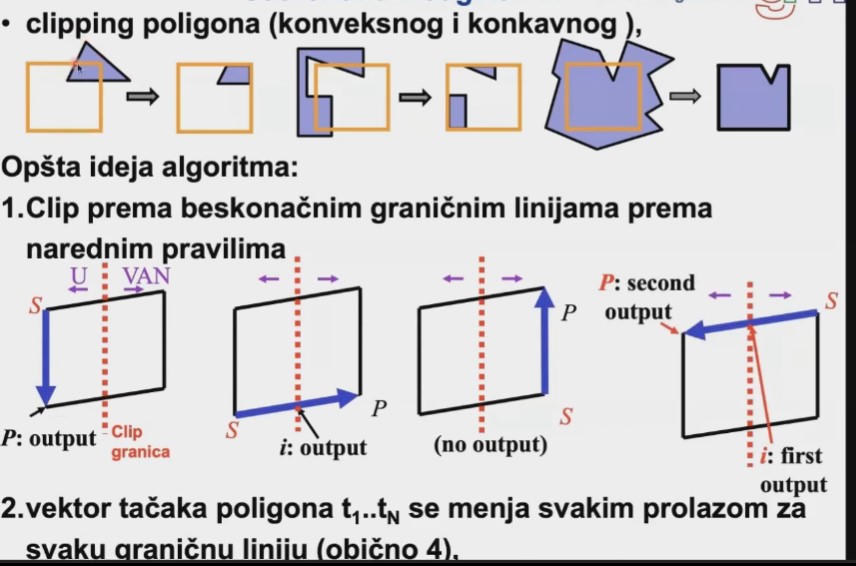 • clipping poligona (konveksnog i konkavnog ),
Opšta ideja algoritma:
1.Clip prema beskonačnim graničnim linijama prema
narednim pravilima
U VAN
S
P: output
Clip
granica
S
P
i: output
P
S
(no output)
P: second
output
S
i: first
output
2.vektor tačaka poligona t1..tN se menja svakim prolazom za
svaku graničnu liniju (obično 4),